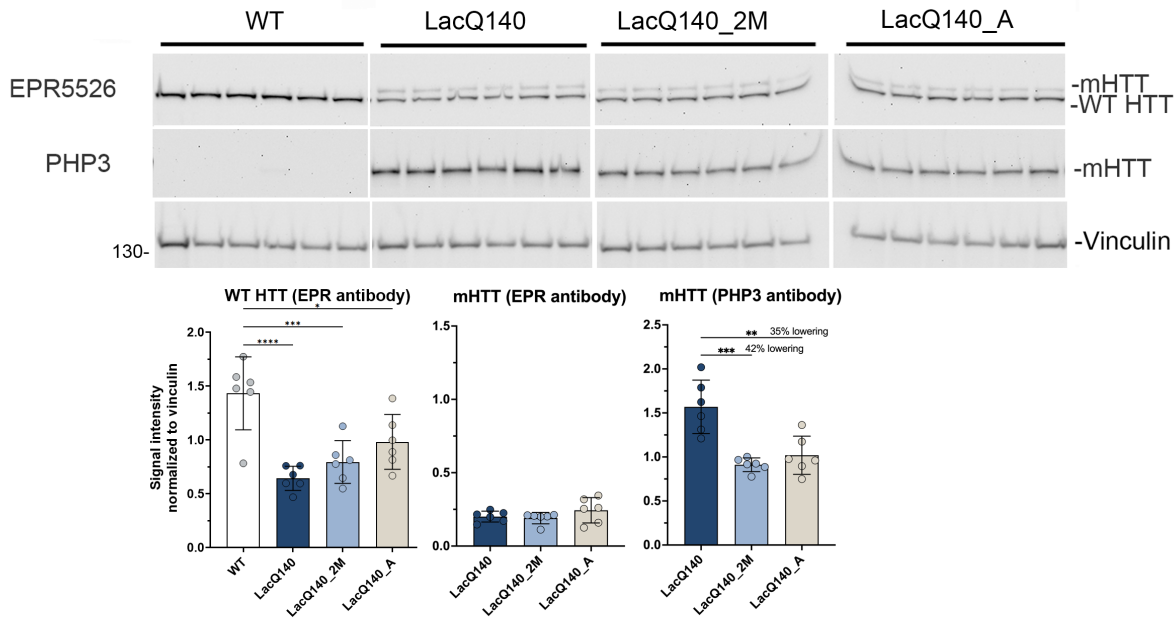 WT LacQ140 LacQ140_2M LacQ140_A
EPR5526
-mHTT
-WT HTT
PHP3
-mHTT
130-
-Vinculin
WT HTT (EPR antibody)
mHTT (EPR antibody)
mHTT (PHP3 antibody)
Signal intensity
normalized to vinculin
2.0
1.5
1.0
0.5
0.0
*
***
****
WT
LacQ140
LacQ140_2M
LacQ140_A
1.5
1.0
0.5
0.0
LacQ140
LacQ140_2M
LacQ140_A
2.5
2.0
1.5
1.0
0.5
0.0
** 35% lowering
*** 42% lowering
LacQ140
LacQ140_2M
LacQ140_A